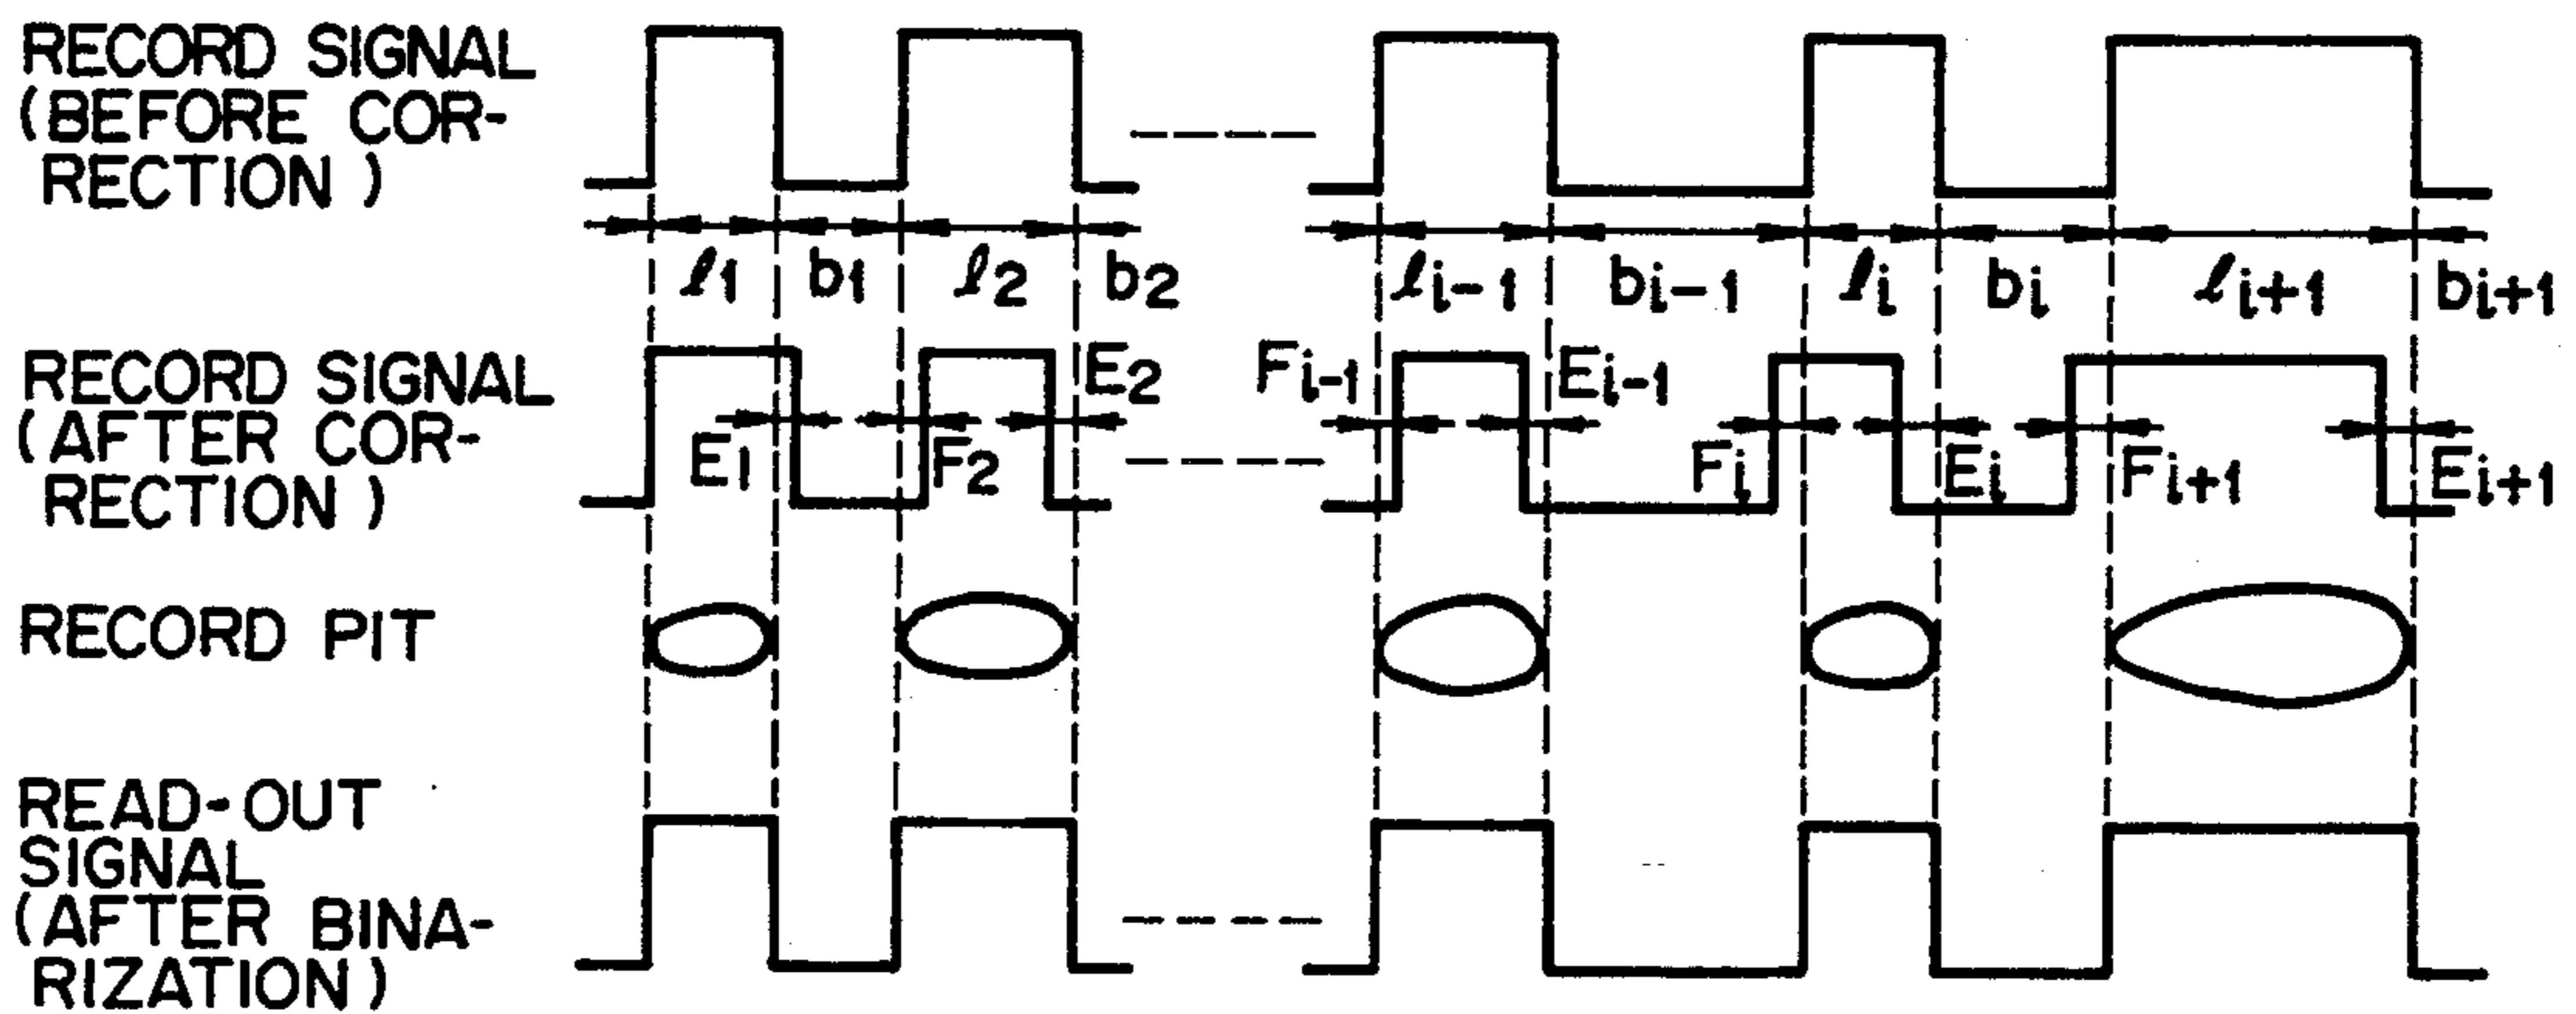 RECORD SIGNAL
(BEFORE COR-
RECTION)
ℓ1 b1 ℓ2 b2 ℓi-1 bi-1 ℓi bi ℓi+1 bi+1
RECORD SIGNAL
(AFTER COR-
RECTION)
E1 F2 E2 Fi-1 Ei-1 Fi Ei Fi+1 Ei+1
RECORD PIT
READ-OUT
SIGNAL
(AFTER BINA-
RIZATION)